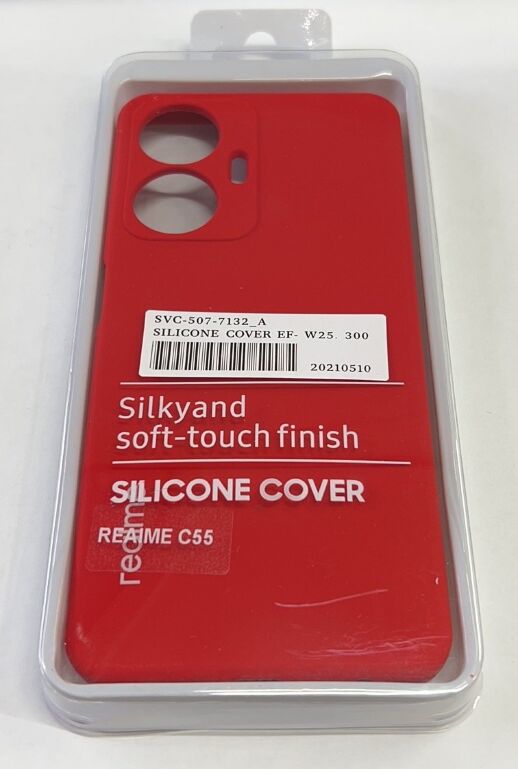 SVC-507-7132_A
SILICONE COVER EF- W25. 300
20210510
Silkyand
soft-touch finish
SILICONE COVER
REAIME C55
realme